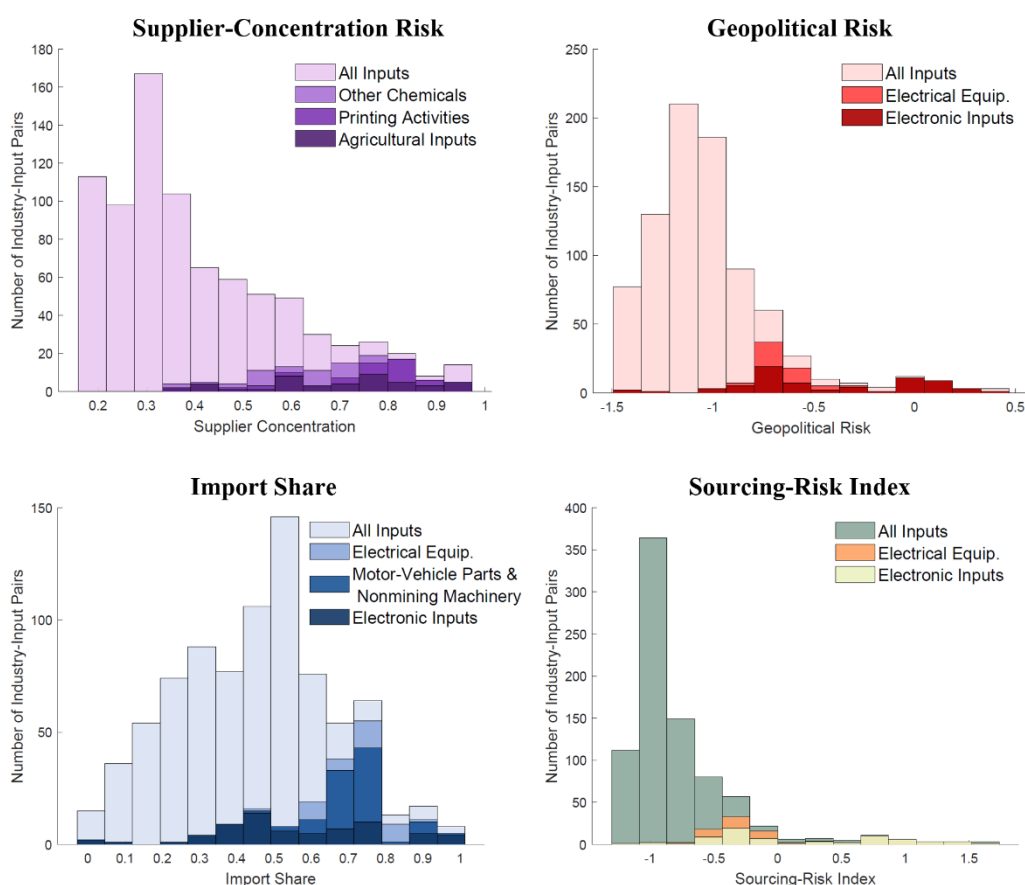 Supplier-Concentration Risk
180
160
140
120
100
80
60
40
20
0
Number of Industry-Input Pairs
All Inputs
Other Chemicals
Printing Activities
Agricultural Inputs
0.2 0.3 0.4 0.5 0.6 0.7 0.8 0.9 1
Supplier Concentration
Geopolitical Risk
250
200
150
100
50
0
Number of Industry-Input Pairs
All Inputs
Electrical Equip.
Electronic Inputs
-1.5 -1 -0.5 0 0.5
Geopolitical Risk
Import Share
150
100
50
0
Number of Industry-Input Pairs
All Inputs
Electrical Equip.
Motor-Vehicle Parts &
Nonmining Machinery
Electronic Inputs
0 0.1 0.2 0.3 0.4 0.5 0.6 0.7 0.8 0.9 1
Import Share
Sourcing-Risk Index
400
350
300
250
200
150
100
50
0
Number of Industry-Input Pairs
All Inputs
Electrical Equip.
Electronic Inputs
-1 -0.5 0 0.5 1 1.5
Sourcing-Risk Index